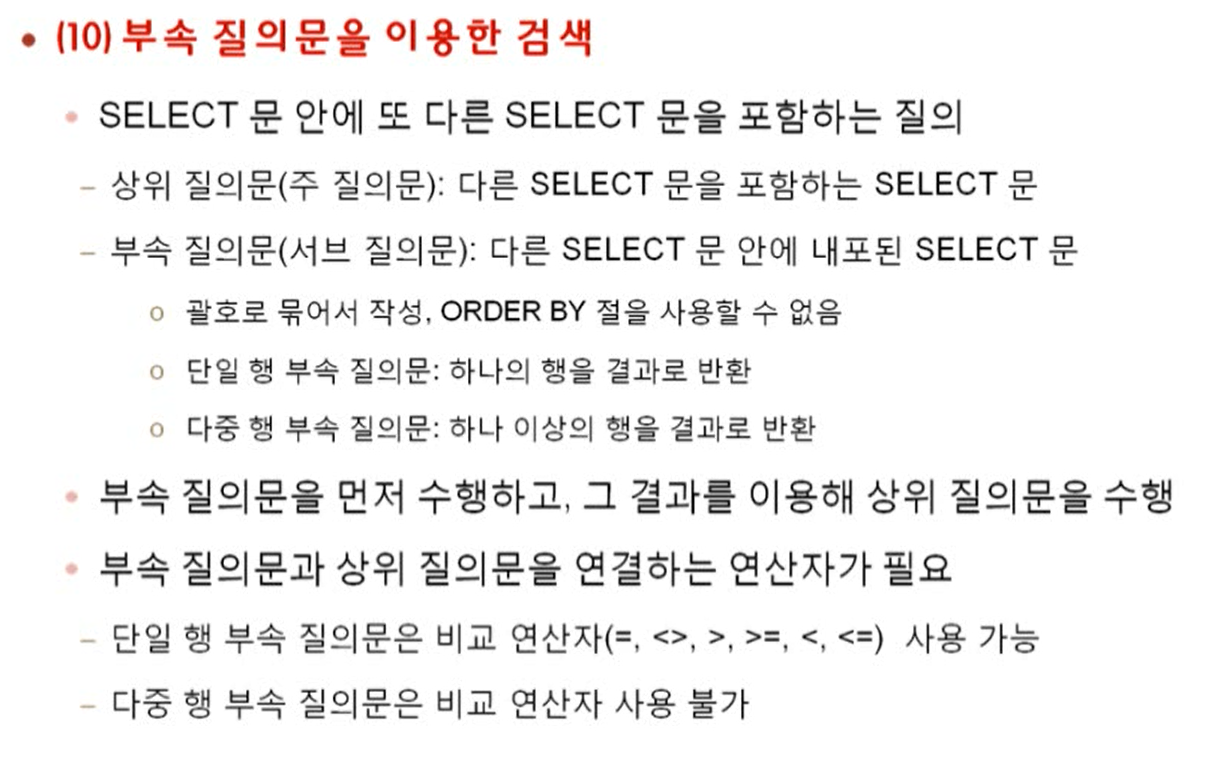 • (10) 부속 질의문을 이용한 검색
• SELECT 문 안에 또 다른 SELECT 문을 포함하는 질의
– 상위 질의문(주 질의문): 다른 SELECT 문을 포함하는 SELECT 문
– 부속 질의문(서브 질의문): 다른 SELECT 문 안에 내포된 SELECT 문
o 괄호로 묶어서 작성, ORDER BY 절을 사용할 수 없음
o 단일 행 부속 질의문: 하나의 행을 결과로 반환
o 다중 행 부속 질의문: 하나 이상의 행을 결과로 반환
• 부속 질의문을 먼저 수행하고, 그 결과를 이용해 상위 질의문을 수행
• 부속 질의문과 상위 질의문을 연결하는 연산자가 필요
– 단일 행 부속 질의문은 비교 연산자(=, <>, >, >=, <, <=) 사용 가능
– 다중 행 부속 질의문은 비교 연산자 사용 불가